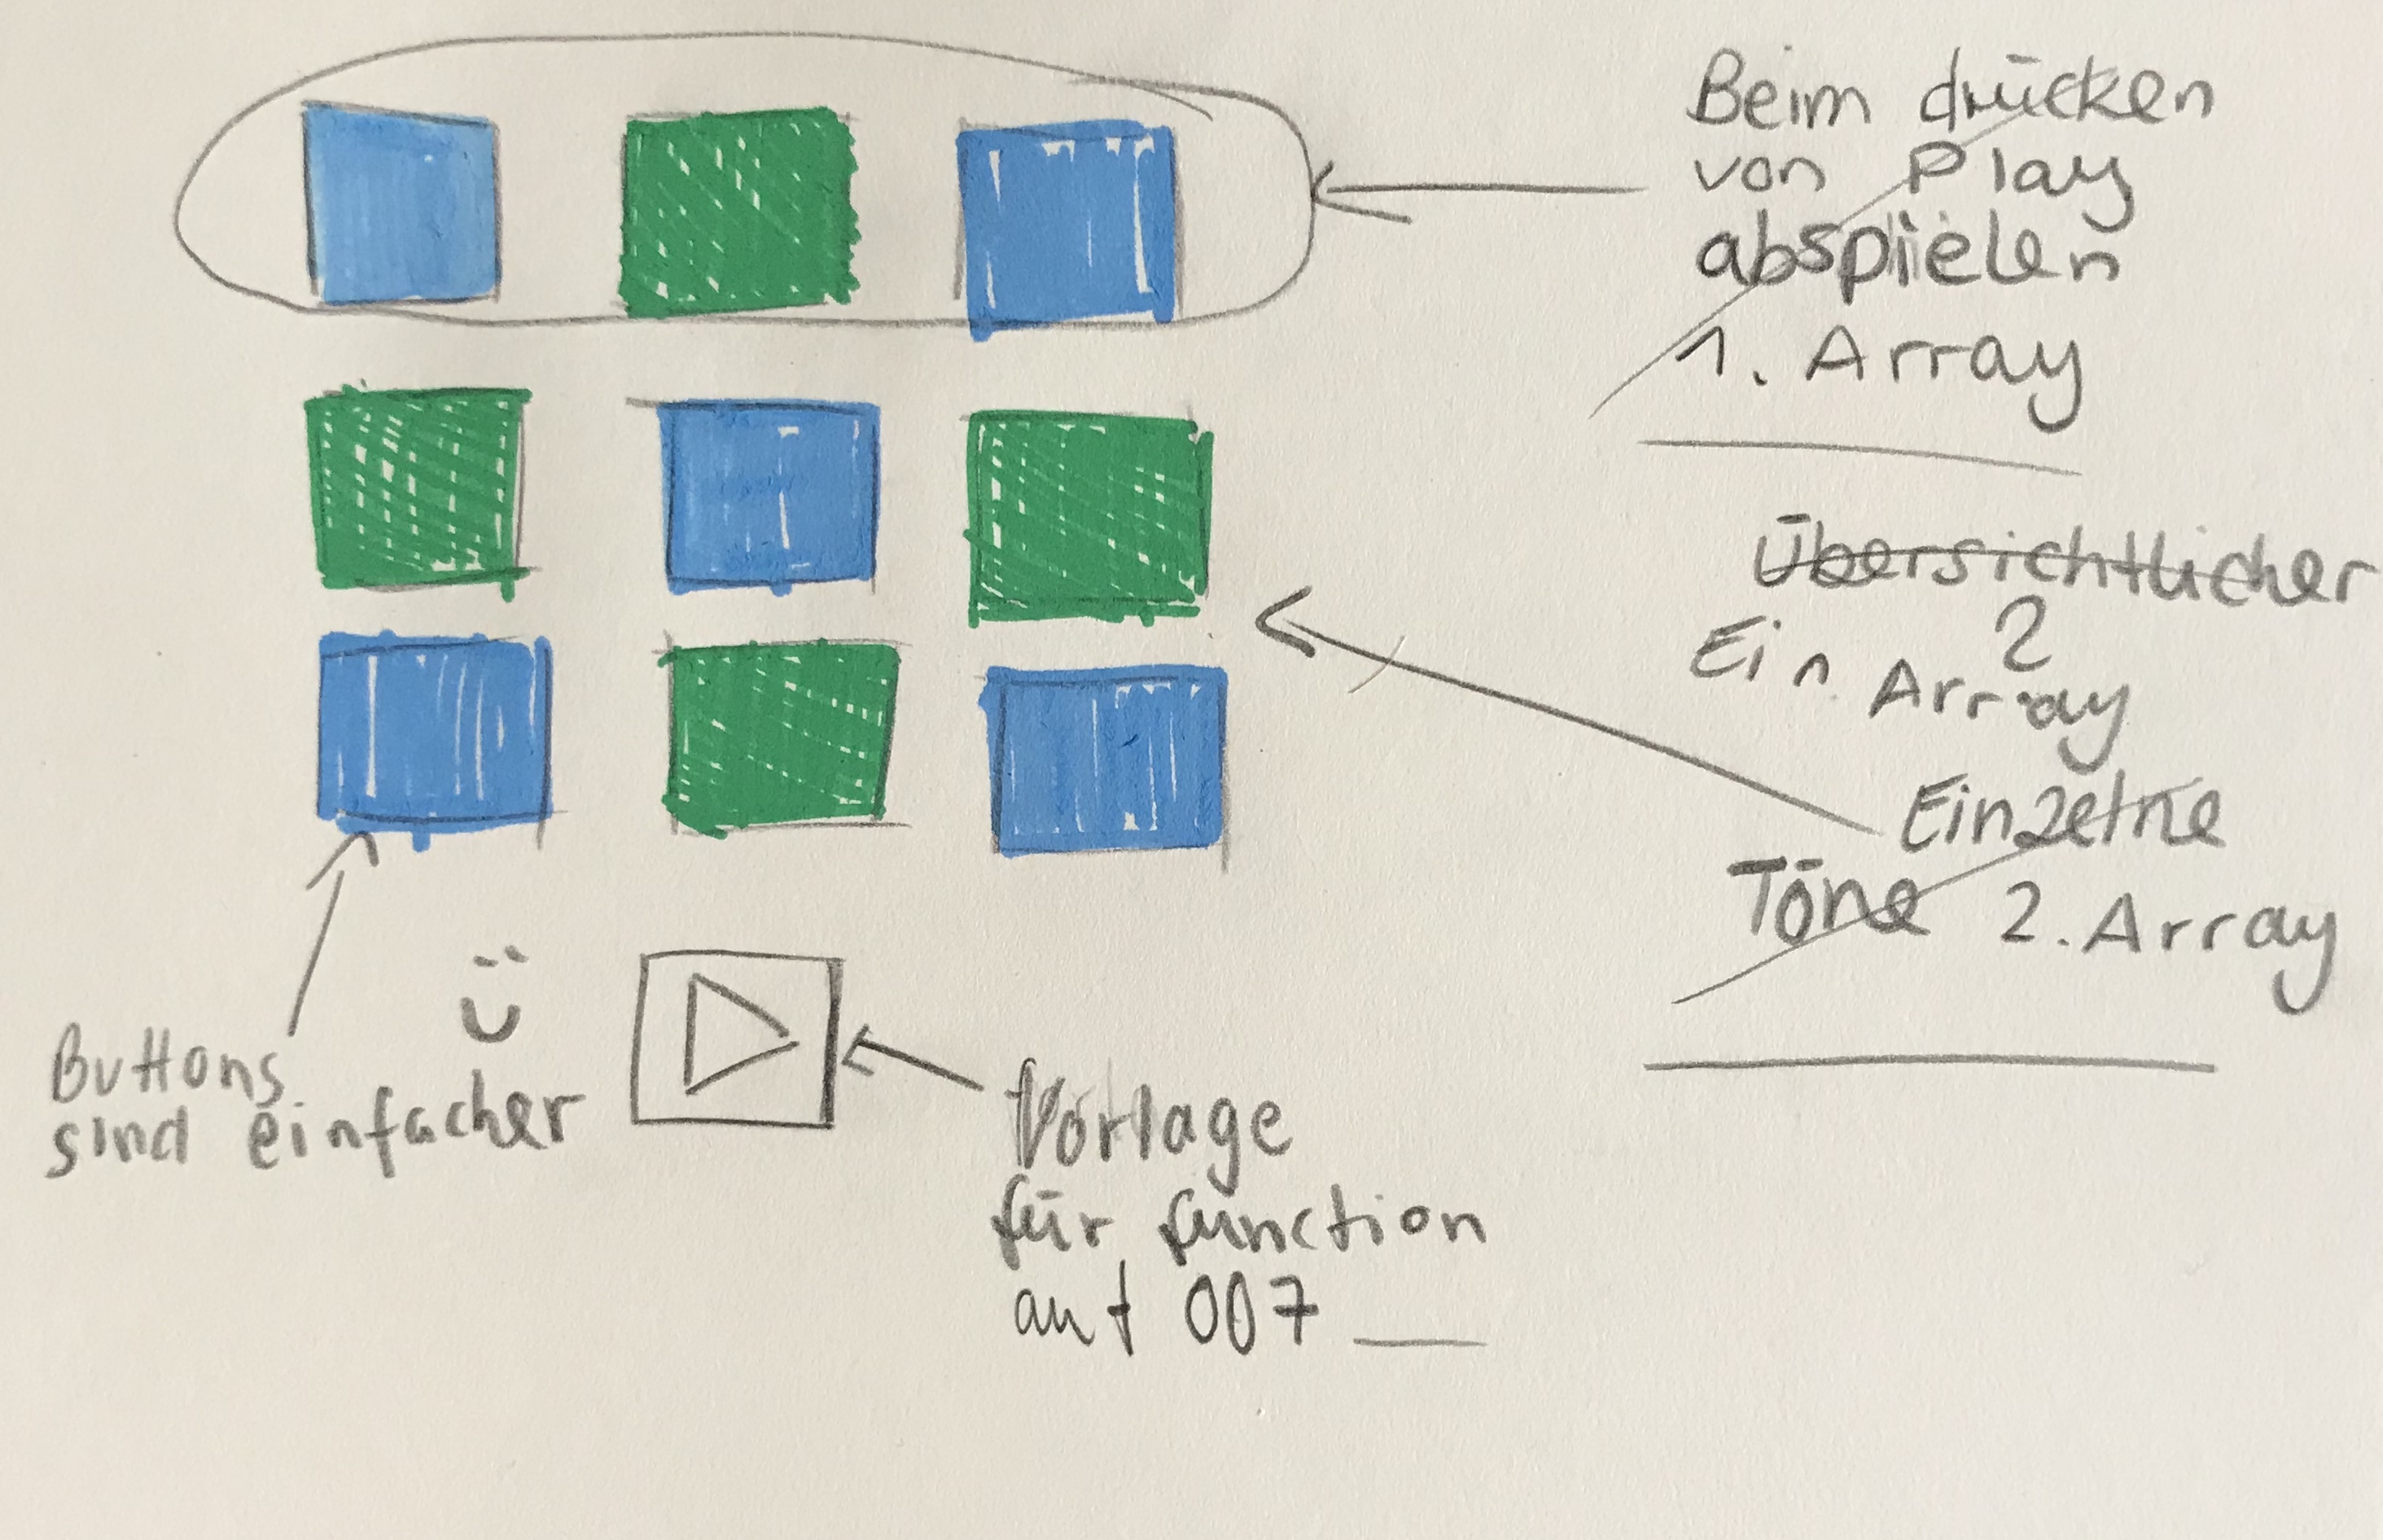 Beim drücken
von Play
abspielen
1. Array
Übersichtlicher
Ein 2
Array
Einzelne
Töne 2. Array
Buttons
sind einfacher
Vorlage
für function
auf 007